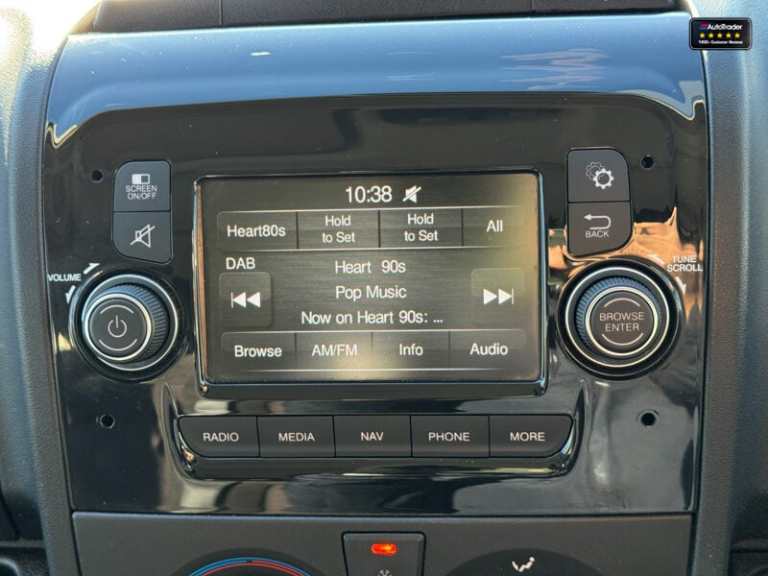 AutoTrader
SCREEN
ON/OFF
10:38
Heart80s
Hold
to Set
Hold
to Set
All
BACK
DAB
Heart 90s
VOLUME
TUNE
SCROLL
Pop Music
Now on Heart 90s: ...
BROWSE
ENTER
Browse
AM/FM
Info
Audio
RADIO
MEDIA
NAV
PHONE
MORE